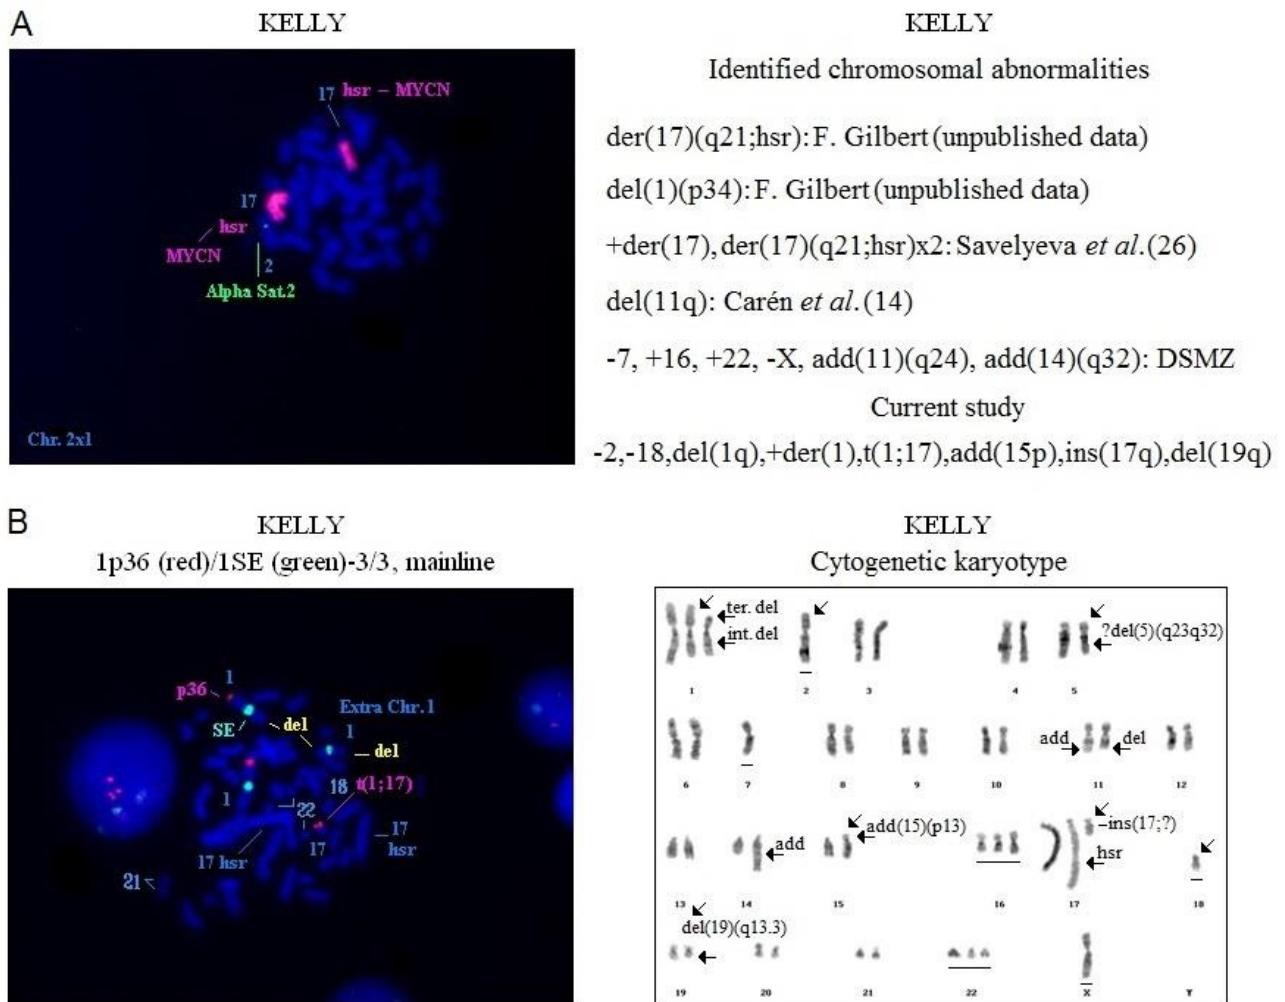 A
KELLY
17 hsr – MYCN
17
hsr
MYCN
2
Alpha Sat.2
Chr. 2x1
KELLY
Identified chromosomal abnormalities
der(17)(q21;hsr): F. Gilbert (unpublished data)
del(1)(p34): F. Gilbert (unpublished data)
+der(17), der(17)(q21;hsr)x2: Savelyeva et al.(26)
del(11q): Carén et al.(14)
-7, +16, +22, -X, add(11)(q24), add(14)(q32): DSMZ
Current study
-2,-18,del(1q),+der(1),t(1;17),add(15p),ins(17q),del(19q)
B
KELLY
1p36 (red)/1SE (green)-3/3, mainline
1
p36
SE
del
Extra Chr.1
1
del
1
18
t(1;17)
22
17 hsr
17
17
hsr
21
KELLY
Cytogenetic karyotype
ter. del
int. del
?del(5)(q23q32)
1 2 3 4 5
add
del
6 7 8 9 10 11 12
add
add(15)(p13)
ins(17;?)
hsr
13 14 15 16 17 18
del(19)(q13.3)
19 20 21 22 X Y